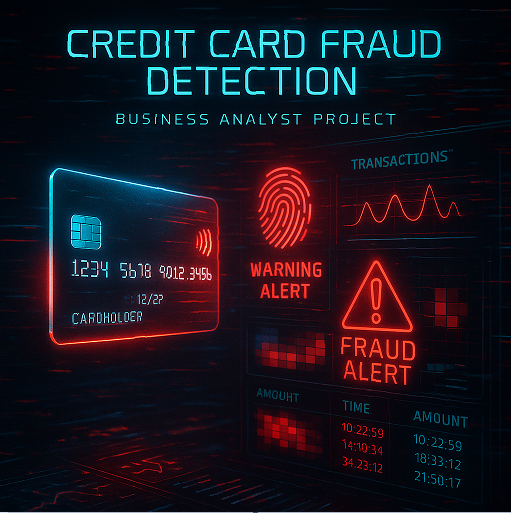 CREDIT CARD FRAUD
DETECTION
BUSINESS ANALYST PROJECT
TRANSACTIONS
1234 5678 9012.3456
12/2?
CARDHOLDER
WARNING
ALERT
FRAUD
ALERT
AMOUHT
TIME
10:22:59
14:10:34
34.23:12
AMOUNT
10:22:59
18:33:12
21:50:17